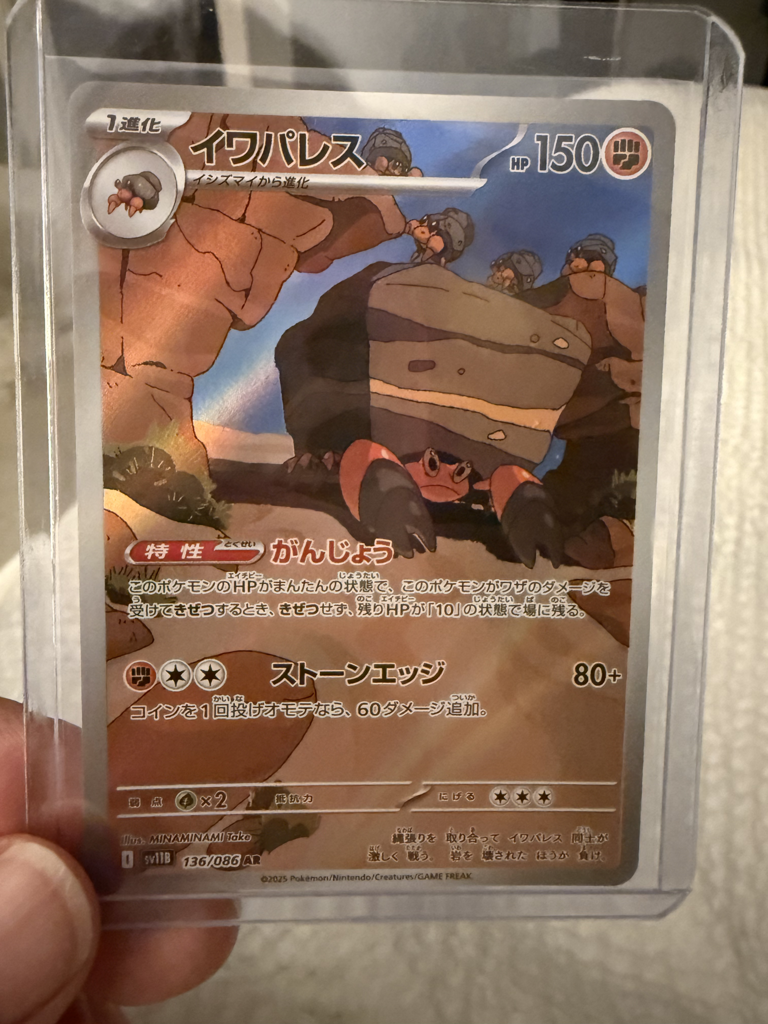 1進化
イワパレス
HP 150
イシズマイから進化
特性 とくせい がんじょう
このポケモンのHPがまんたんの状態で、このポケモンがワザのダメージを
受けてきぜつするとき、きぜつせず、残りHPが「10」の状態で場に残る。
ストーンエッジ 80+
コインを1回投げオモテなら、60ダメージ追加。
弱点 ×2 抵抗力 にげる
Illus. MINAMINAMI Take
縄張りを 取り合って イワパレス 同士が
激しく 戦う。 岩を 壊された ほうが 負け。
I sv11B 136/086 AR
©2025 Pokémon/Nintendo/Creatures/GAME FREAK.